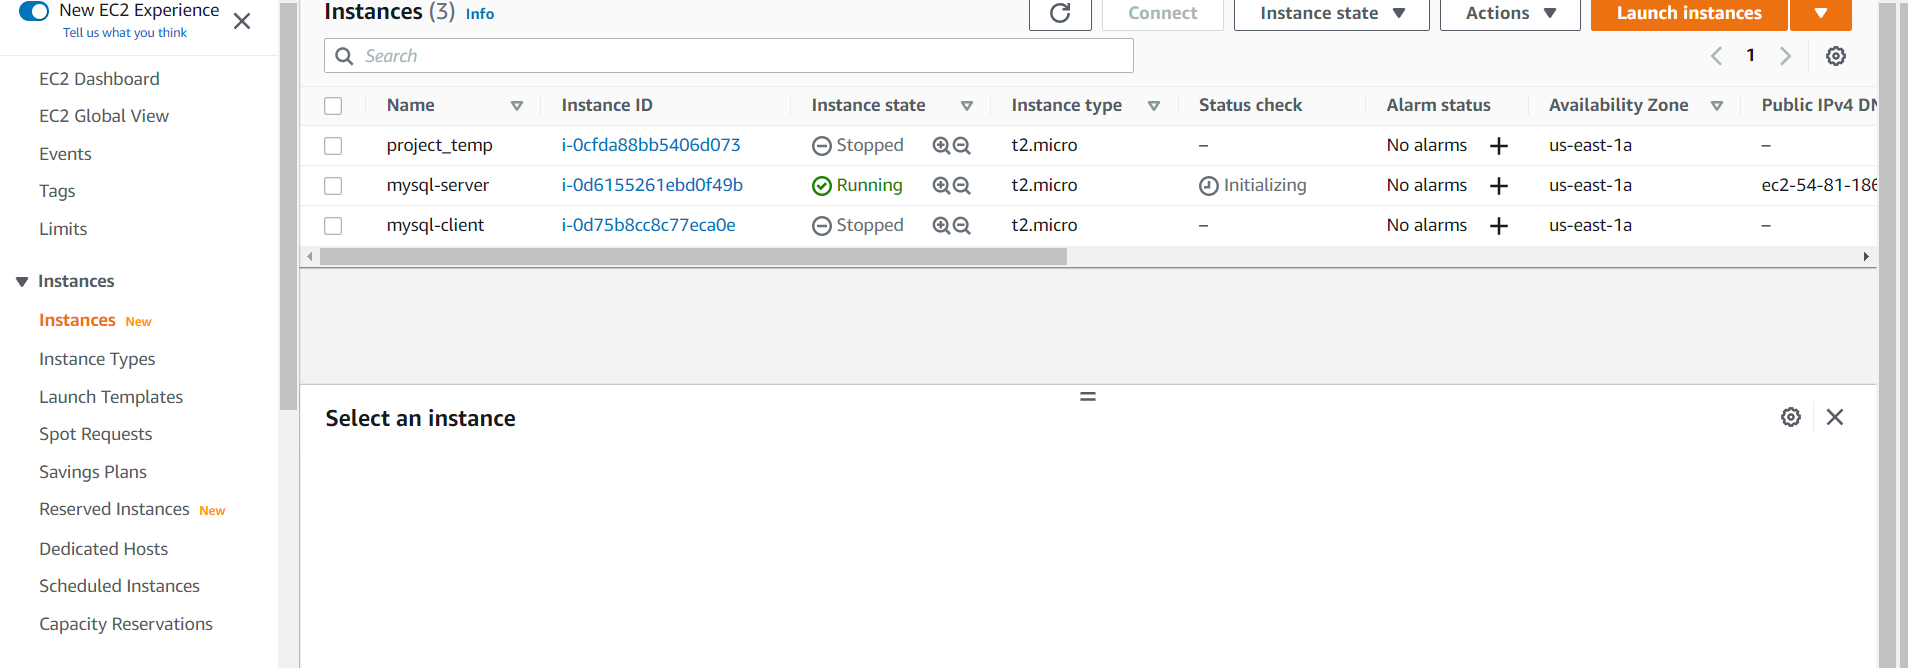 New EC2 Experience
Tell us what you think
EC2 Dashboard
EC2 Global View
Events
Tags
Limits
Instances
Instances New
Instance Types
Launch Templates
Spot Requests
Savings Plans
Reserved Instances New
Dedicated Hosts
Scheduled Instances
Capacity Reservations
Instances (3) Info
Connect
Instance state
Actions
Launch instances
Search
1
Name Instance ID Instance state Instance type Status check Alarm status Availability Zone Public IPv4 DN
project_temp i-0cfda88bb5406d073 Stopped t2.micro – No alarms + us-east-1a –
mysql-server i-0d6155261ebd0f49b Running t2.micro Initializing No alarms + us-east-1a ec2-54-81-186
mysql-client i-0d75b8cc8c77eca0e Stopped t2.micro – No alarms + us-east-1a –
Select an instance